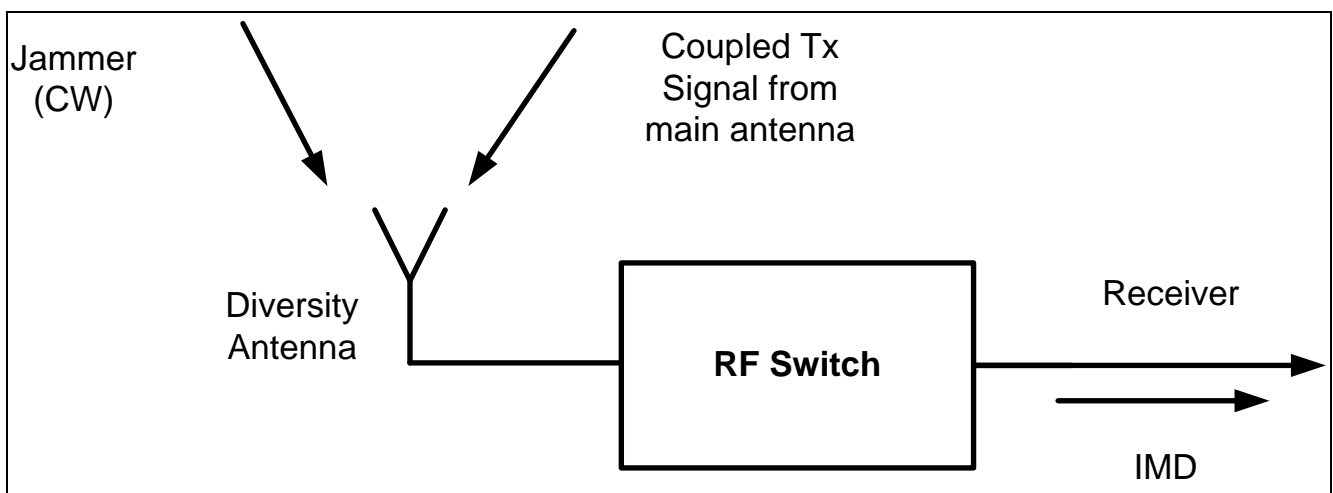 Jammer
(CW)
Coupled Tx
Signal from
main antenna
Diversity
Antenna
RF Switch
Receiver
IMD